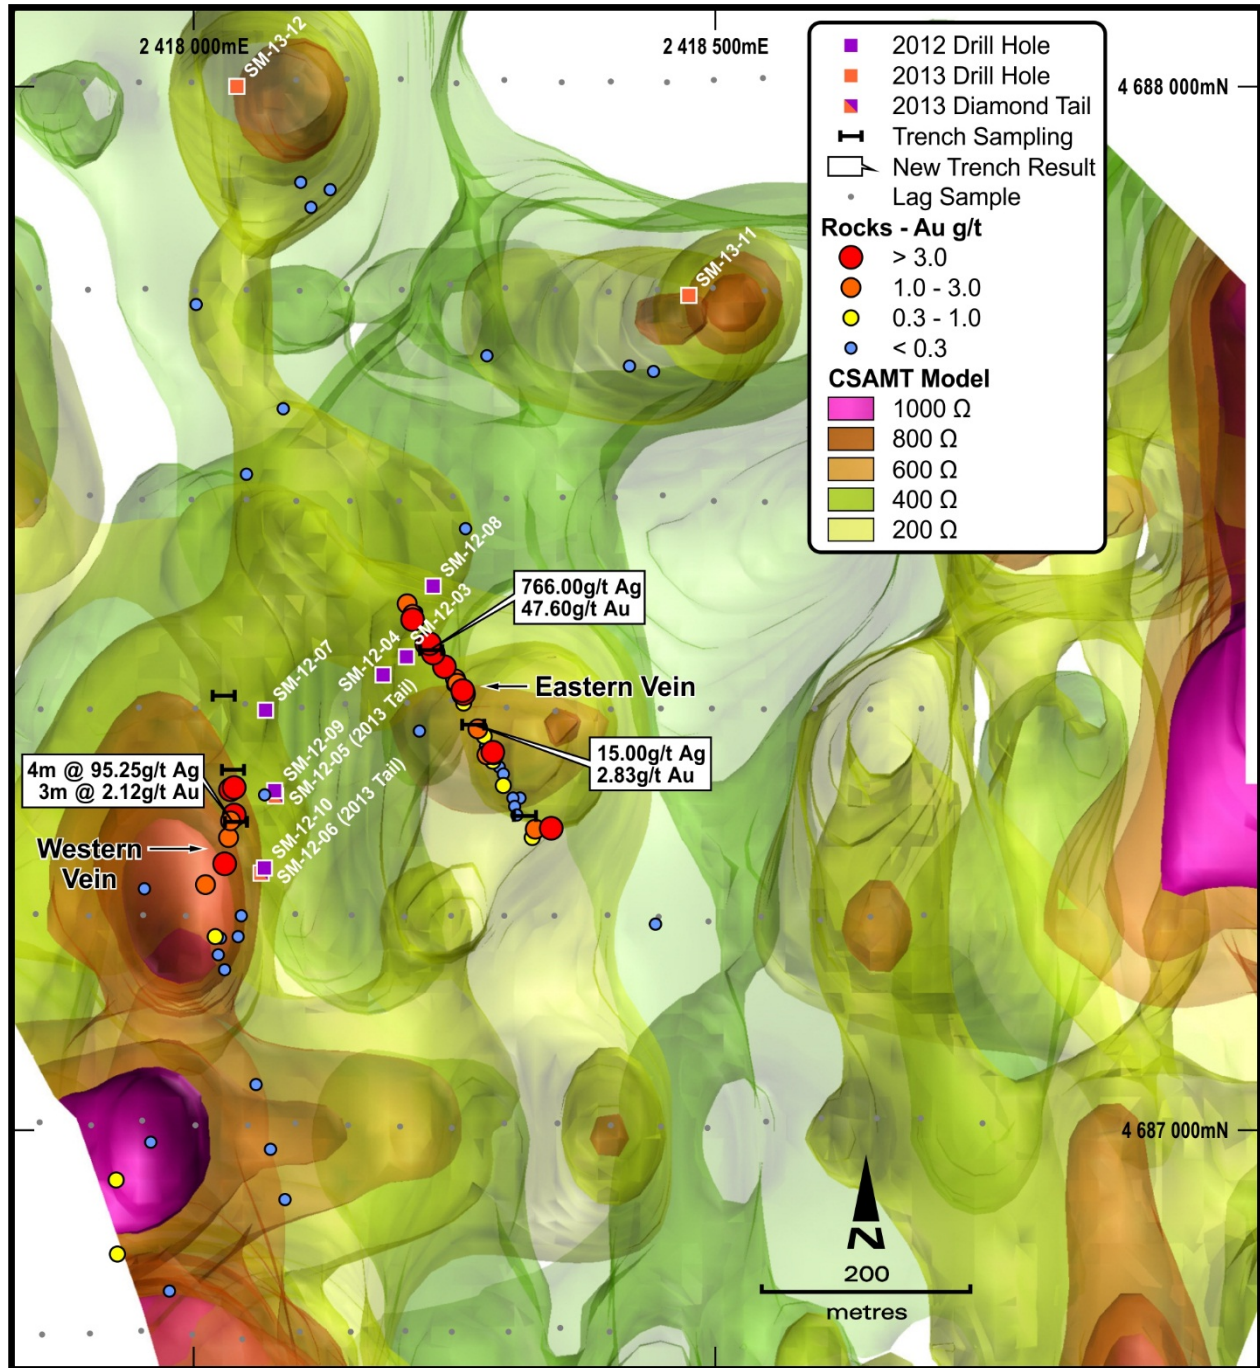 2 418 000mE
2 418 500mE
4 688 000mN
SM-13-12
2012 Drill Hole
2013 Drill Hole
2013 Diamond Tail
Trench Sampling
New Trench Result
Lag Sample
Rocks - Au g/t
> 3.0
1.0 - 3.0
0.3 - 1.0
< 0.3
CSAMT Model
1000 Ω
800 Ω
600 Ω
400 Ω
200 Ω
SM-13-11
SM-12-08
SM-12-03
SM-12-04
766.00g/t Ag
47.60g/t Au
SM-12-07
Eastern Vein
SM-12-09
SM-12-05 (2013 Tail)
15.00g/t Ag
2.83g/t Au
4m @ 95.25g/t Ag
3m @ 2.12g/t Au
SM-12-10
SM-12-06 (2013 Tail)
Western
Vein
4 687 000mN
N
200
metres